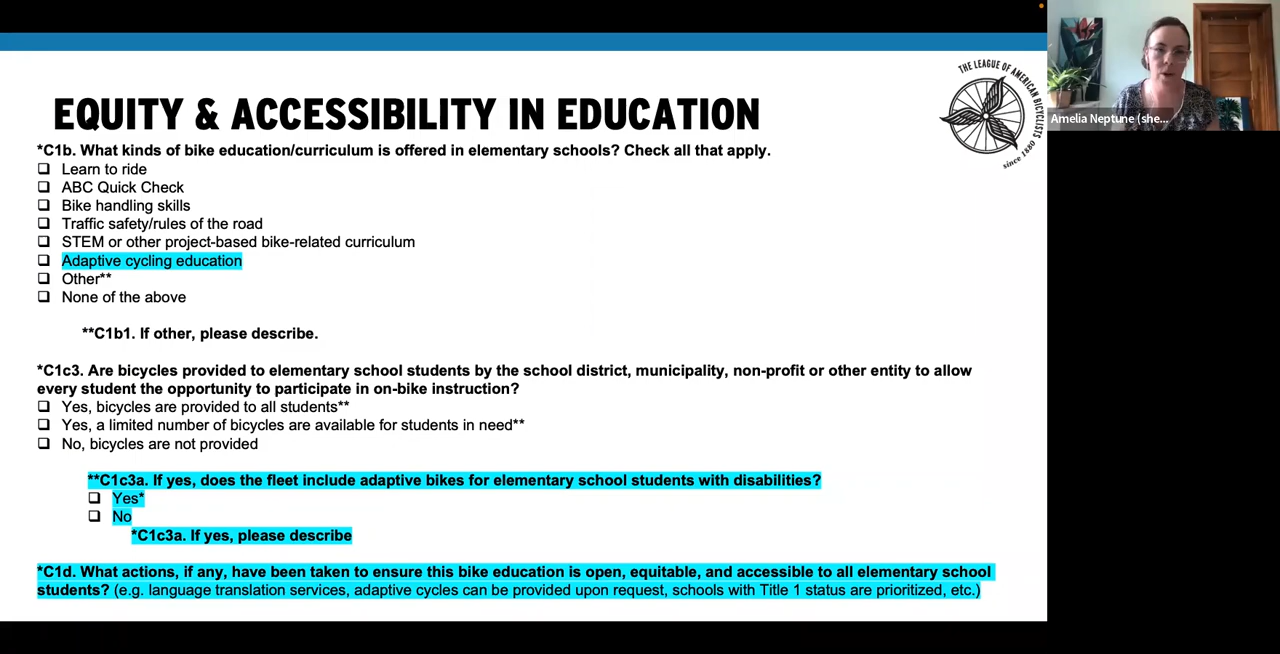 EQUITY & ACCESSIBILITY IN EDUCATION
THE LEAGUE OF AMERICAN BICYCLISTS
since 1880
Amelia Neptune (she...
*C1b. What kinds of bike education/curriculum is offered in elementary schools? Check all that apply.
❑ Learn to ride
❑ ABC Quick Check
❑ Bike handling skills
❑ Traffic safety/rules of the road
❑ STEM or other project-based bike-related curriculum
❑ Adaptive cycling education
❑ Other**
❑ None of the above
**C1b1. If other, please describe.
*C1c3. Are bicycles provided to elementary school students by the school district, municipality, non-profit or other entity to allow
every student the opportunity to participate in on-bike instruction?
❑ Yes, bicycles are provided to all students**
❑ Yes, a limited number of bicycles are available for students in need**
❑ No, bicycles are not provided
**C1c3a. If yes, does the fleet include adaptive bikes for elementary school students with disabilities?
❑ Yes*
❑ No
*C1c3a. If yes, please describe
*C1d. What actions, if any, have been taken to ensure this bike education is open, equitable, and accessible to all elementary school
students? (e.g. language translation services, adaptive cycles can be provided upon request, schools with Title 1 status are prioritized, etc.)